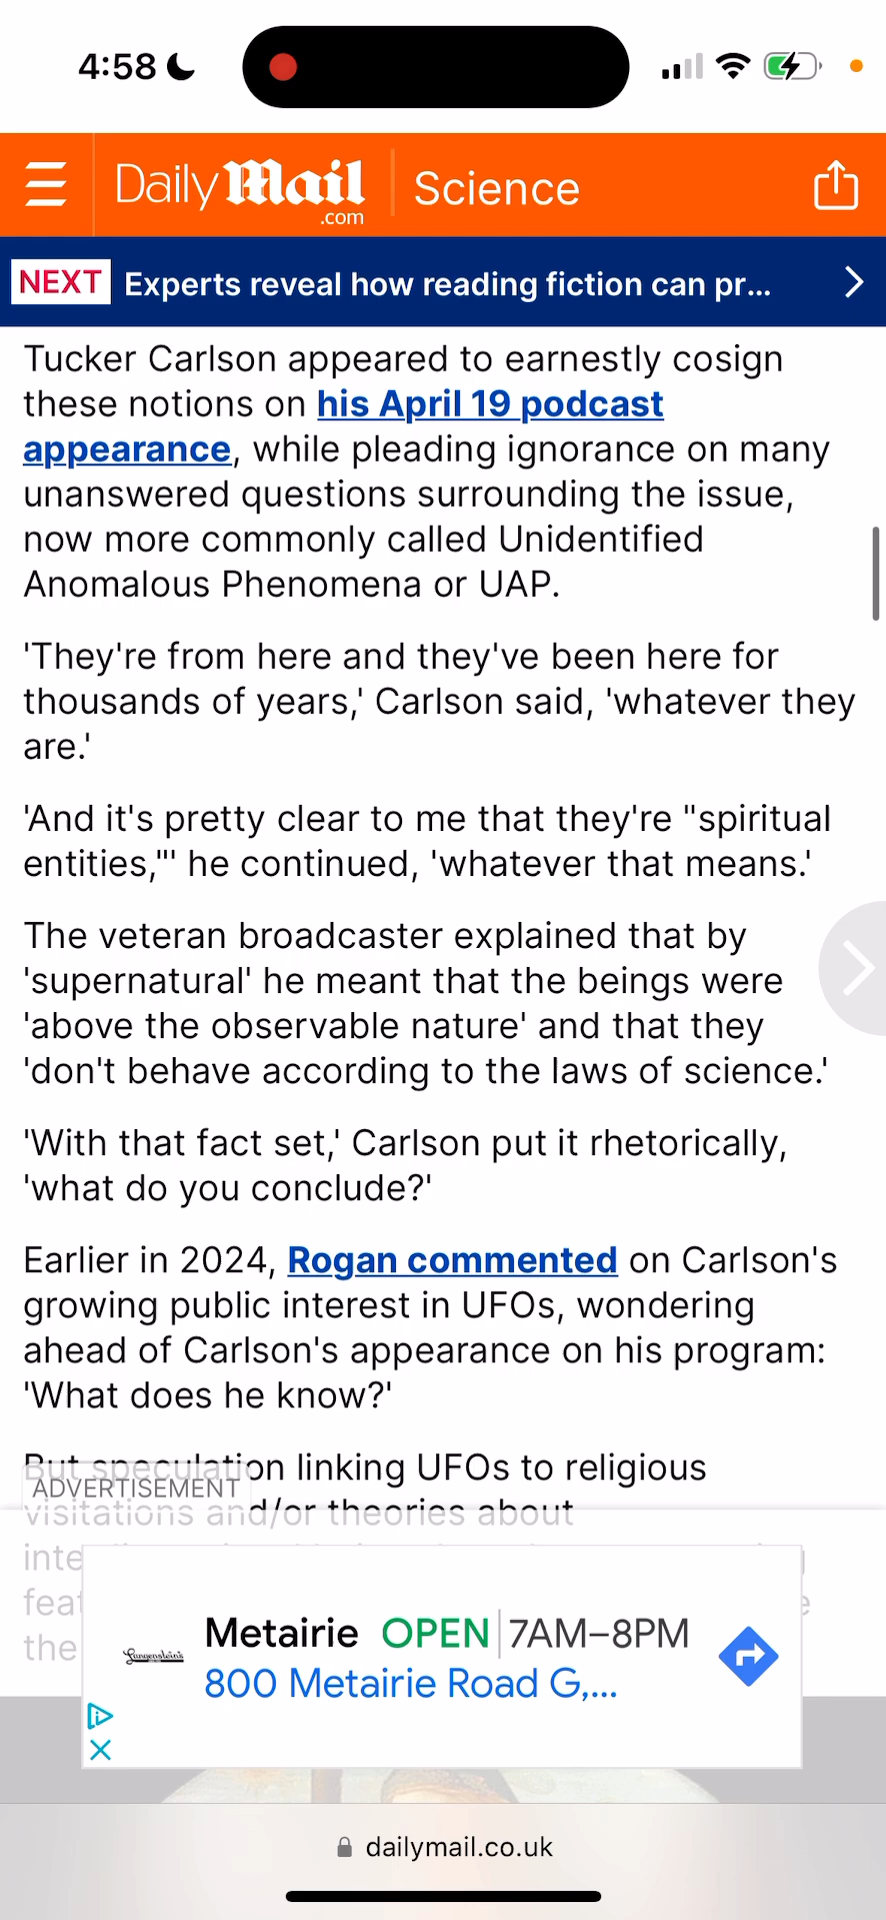 4:58
Daily Mail .com Science
NEXT Experts reveal how reading fiction can pr...
Tucker Carlson appeared to earnestly cosign
these notions on his April 19 podcast
appearance, while pleading ignorance on many
unanswered questions surrounding the issue,
now more commonly called Unidentified
Anomalous Phenomena or UAP.
'They're from here and they've been here for
thousands of years,' Carlson said, 'whatever they
are.'
'And it's pretty clear to me that they're "spiritual
entities,"' he continued, 'whatever that means.'
The veteran broadcaster explained that by
'supernatural' he meant that the beings were
'above the observable nature' and that they
'don't behave according to the laws of science.'
'With that fact set,' Carlson put it rhetorically,
'what do you conclude?'
Earlier in 2024, Rogan commented on Carlson's
growing public interest in UFOs, wondering
ahead of Carlson's appearance on his program:
'What does he know?'
But speculation linking UFOs to religious
ADVERTISEMENT
visitations and/or theories about
the
Langenstein's
Metairie OPEN 7AM–8PM
800 Metairie Road G,...
dailymail.co.uk